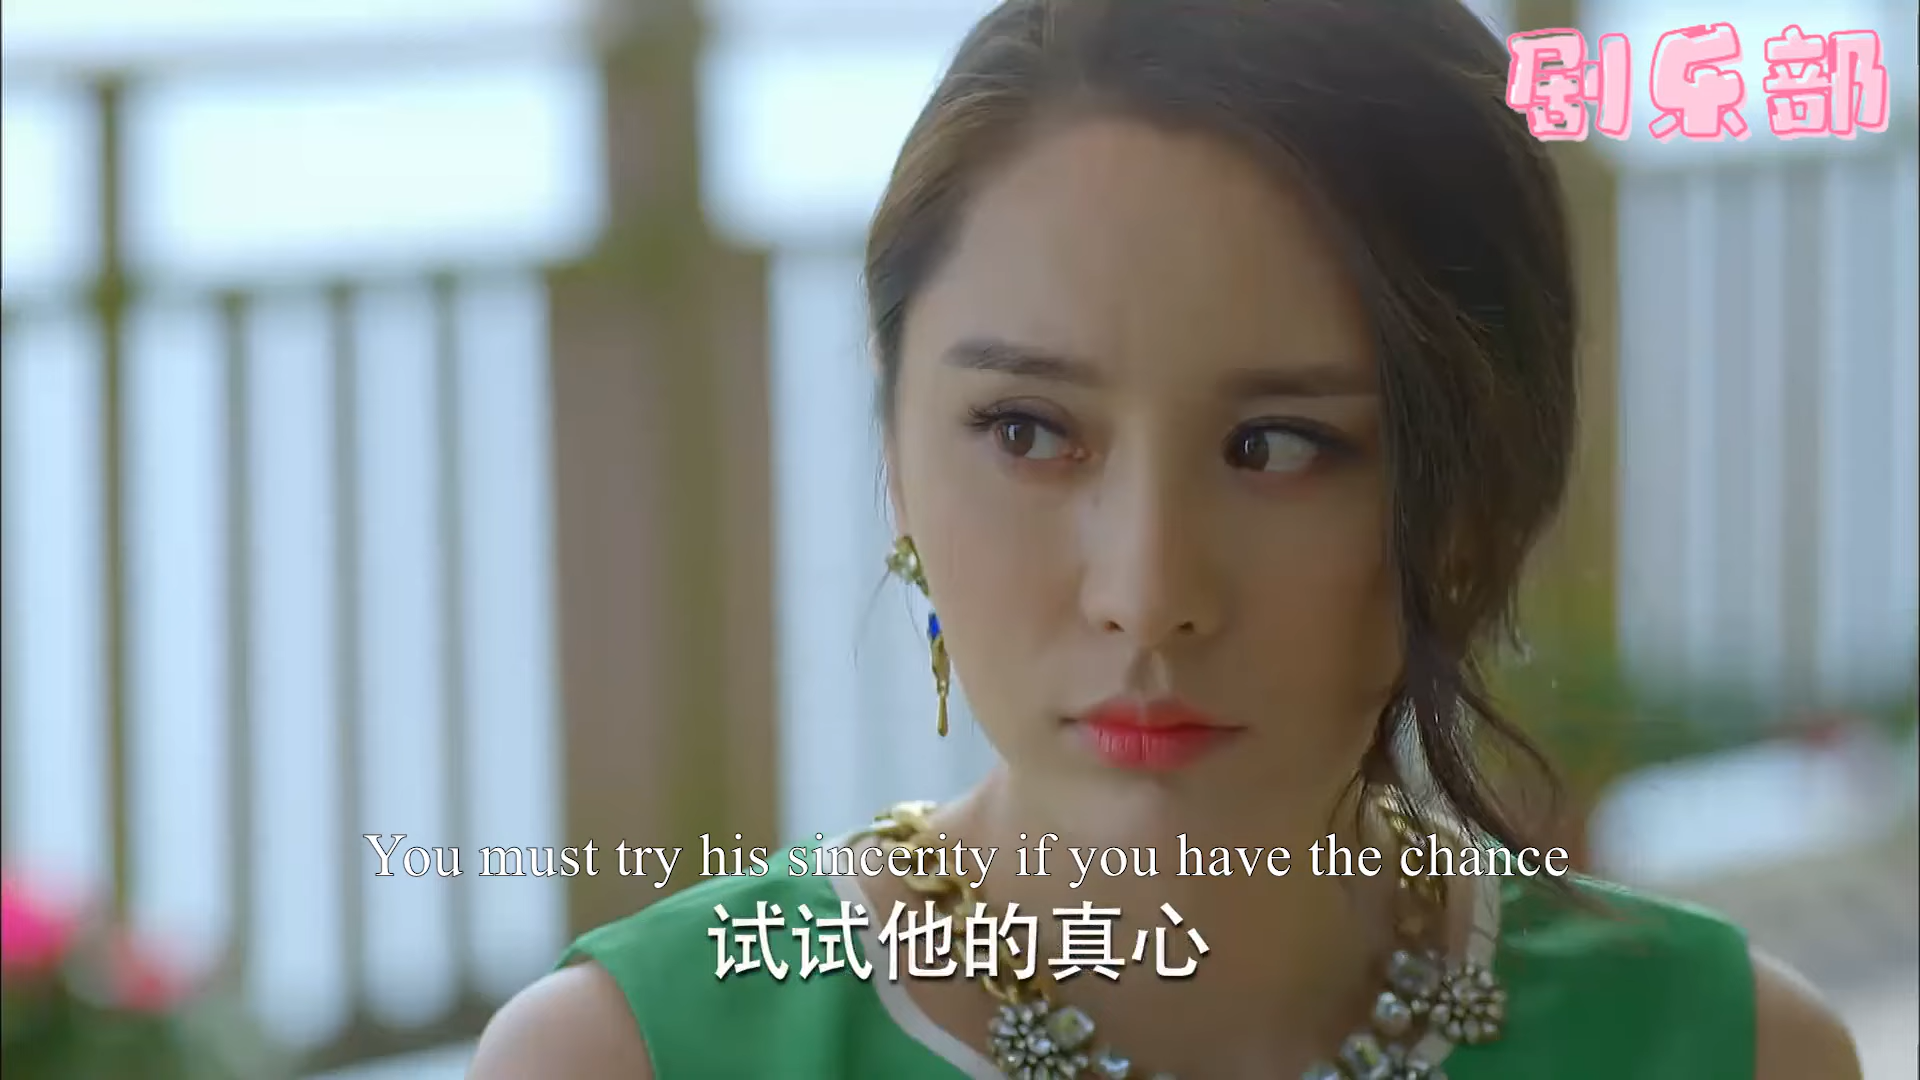 剧乐部
You must try his sincerity if you have the chance
试试他的真心